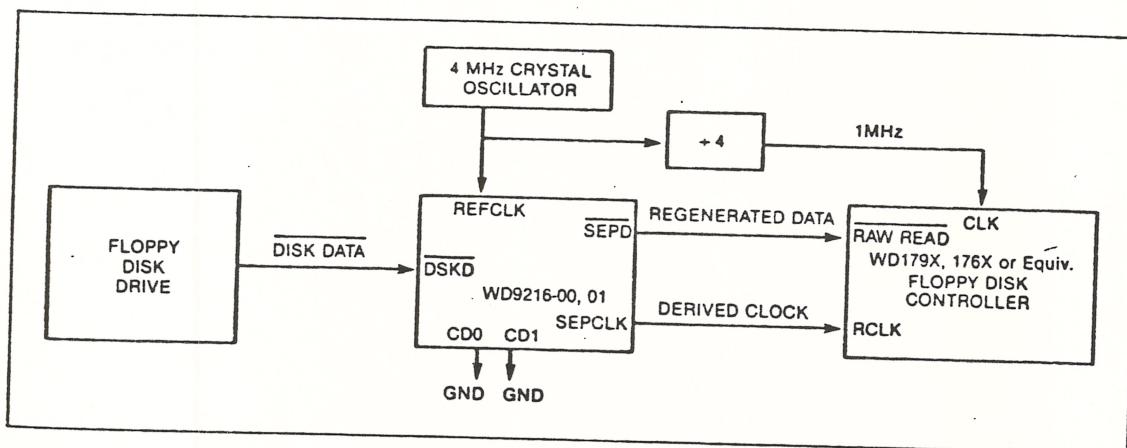 4 MHz CRYSTAL
OSCILLATOR
÷ 4
1MHz
FLOPPY
DISK
DRIVE
DISK DATA
REFCLK
SEPD
DSKD
WD9216-00, 01
SEPCLK
CD0 CD1
GND GND
REGENERATED DATA
DERIVED CLOCK
CLK
RAW READ
WD179X, 176X or Equiv.
FLOPPY DISK
CONTROLLER
RCLK